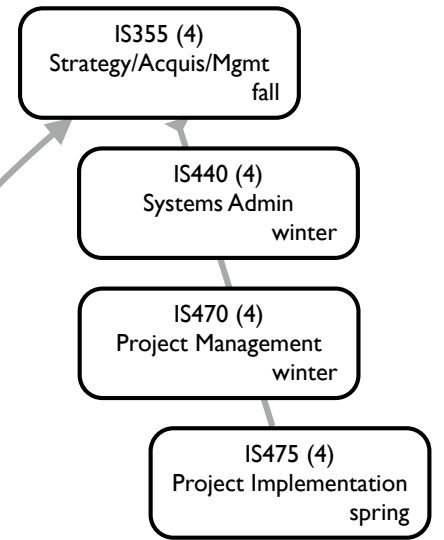 IS355 (4)
Strategy/Acquis/Mgmt
fall
IS440 (4)
Systems Admin
winter
IS470 (4)
Project Management
winter
IS475 (4)
Project Implementation
spring